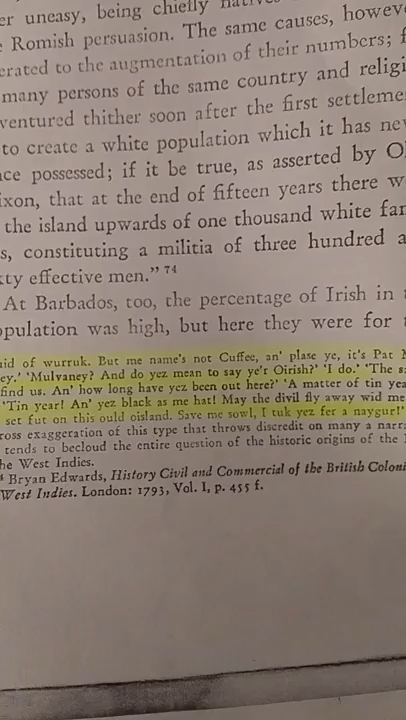 er uneasy, being chiefly
Romish persuasion. The same causes, howev
erated to the augmentation of their numbers; f
many persons of the same country and religi
ventured thither soon after the first settleme
to create a white population which it has nev
nce possessed; if it be true, as asserted by O
ixon, that at the end of fifteen years there w
the island upwards of one thousand white fam
s, constituting a militia of three hundred a
xty effective men." 74
At Barbados, too, the percentage of Irish in
opulation was high, but here they were for
aid of wurruk. But me name's not Cuffee, an' plase ye, it's Pat M
ey.' 'Mulvaney? And do yez mean to say ye'r Oirish?' 'I do.' 'The s
find us. An' how long have yez been out here?' 'A matter of tin yea
'Tin year! An' yez black as me hat! May the divil fly away wid me
set fut on this ould oisland. Save me sowl, I tuk yez fer a naygur!'
ross exaggeration of this type that throws discredit on many a narra
tends to becloud the entire question of the historic origins of the
he West Indies.
Bryan Edwards, History Civil and Commercial of the British Coloni
West Indies. London: 1793, Vol. I, p. 455 f.